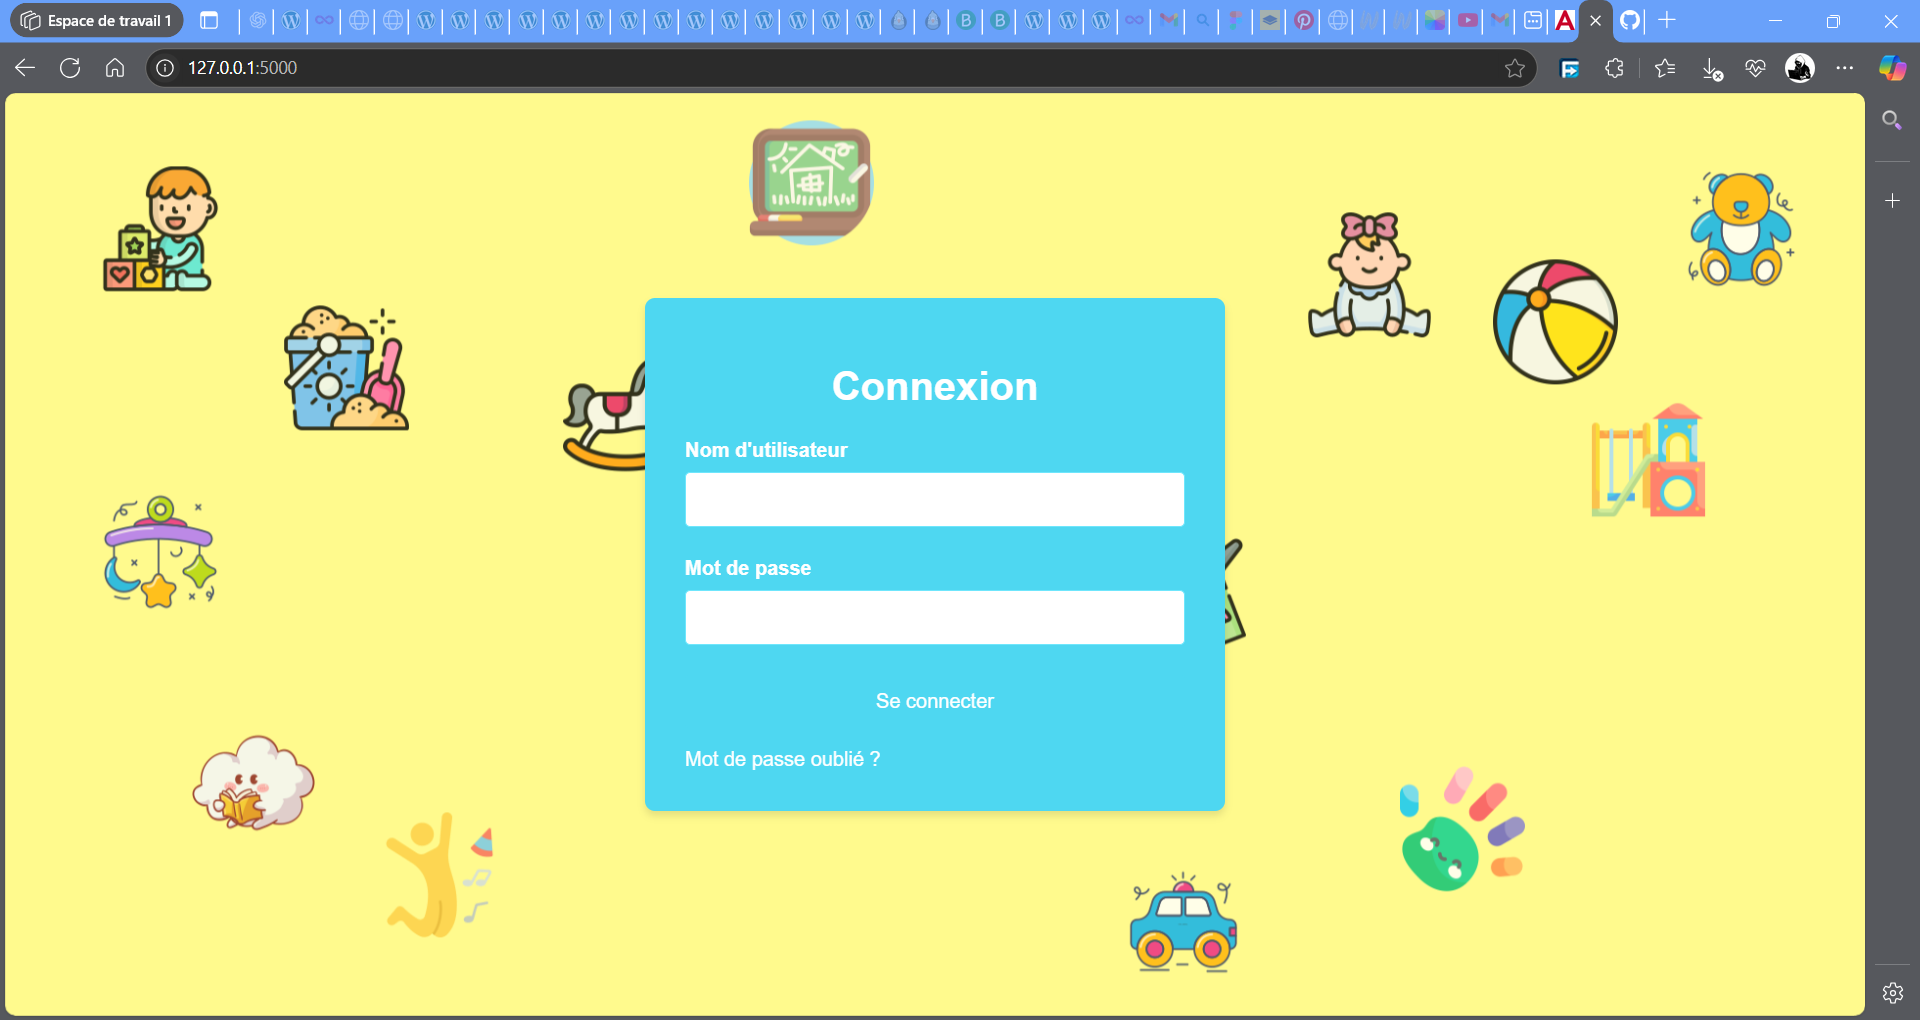 Espace de travail 1
127.0.0.1:5000
Connexion
Nom d'utilisateur
Mot de passe
Se connecter
Mot de passe oublié ?